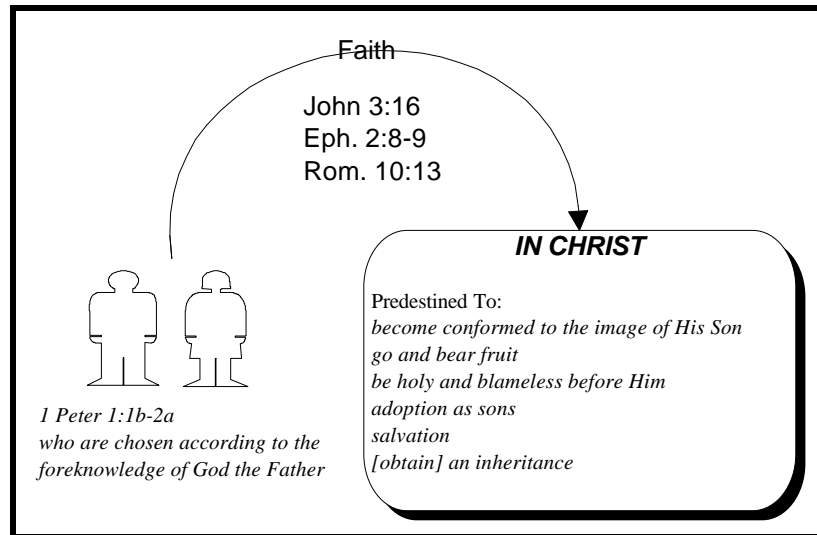 Faith
John 3:16
Eph. 2:8-9
Rom. 10:13
IN CHRIST
Predestined To:
become conformed to the image of His Son
go and bear fruit
be holy and blameless before Him
adoption as sons
salvation
[obtain] an inheritance
1 Peter 1:1b-2a
who are chosen according to the
foreknowledge of God the Father